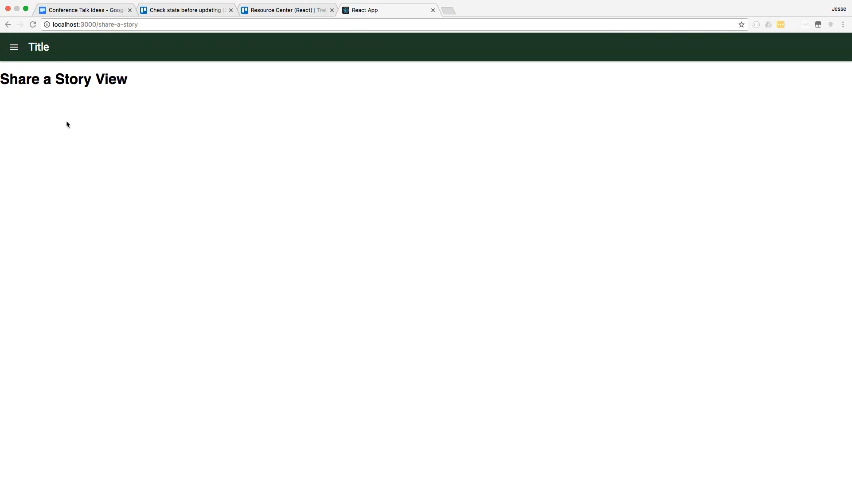 Conference Talk Ideas - Goog
Check state before updating
Resource Center (React) | Trel
React App
Jesse
localhost:3000/share-a-story
Title
Share a Story View